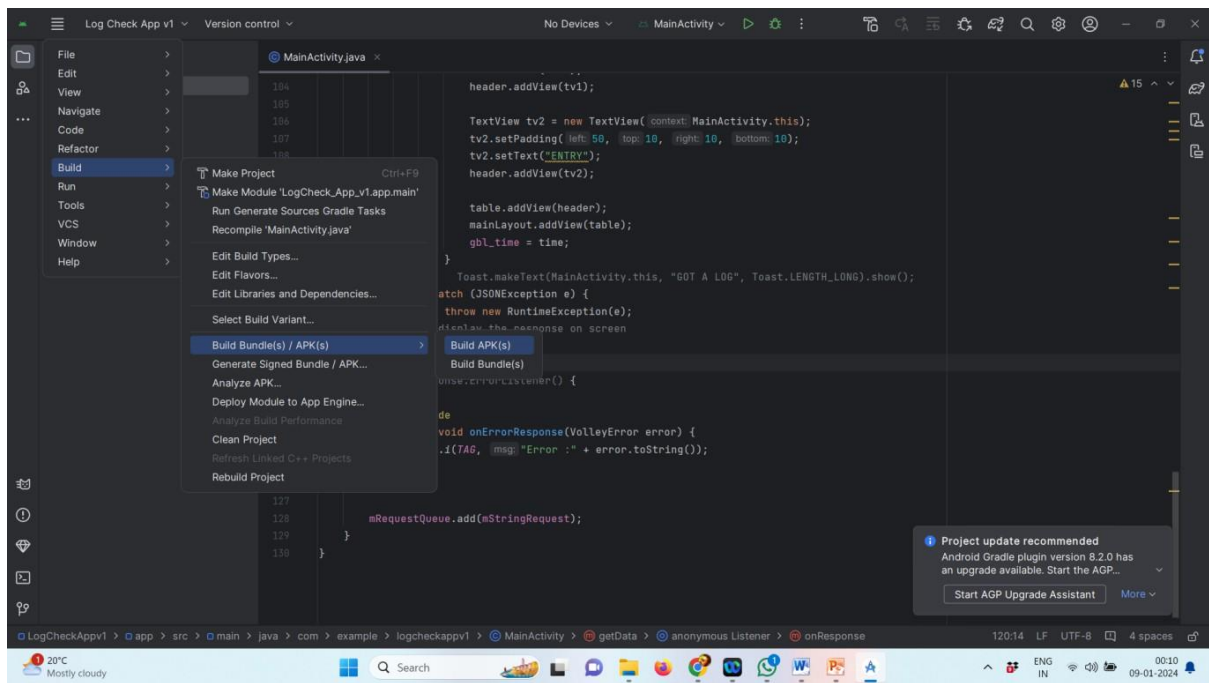 Log Check App v1 Version control No Devices MainActivity
File
Edit
View
Navigate
Code
Refactor
Build
Run
Tools
VCS
Window
Help
Make Project Ctrl+F9
Make Module 'LogCheck_App_v1.app.main'
Run Generate Sources Gradle Tasks
Recompile 'MainActivity.java'
Edit Build Types...
Edit Flavors...
Edit Libraries and Dependencies...
Select Build Variant...
Build Bundle(s) / APK(s)
Generate Signed Bundle / APK...
Analyze APK...
Deploy Module to App Engine...
Analyze Build Performance
Clean Project
Refresh Linked C++ Projects
Rebuild Project
Build APK(s)
Build Bundle(s)
MainActivity.java
15
104 header.addView(tv1);
105
106 TextView tv2 = new TextView( context: MainActivity.this);
107 tv2.setPadding( left: 50, top: 10, right: 10, bottom: 10);
108 tv2.setText("ENTRY");
header.addView(tv2);
table.addView(header);
mainLayout.addView(table);
gbl_time = time;
}
Toast.makeText(MainActivity.this, "GOT A LOG", Toast.LENGTH_LONG).show();
atch (JSONException e) {
throw new RuntimeException(e);
display the response on screen
onse.ErrorListener() {
de
void onErrorResponse(VolleyError error) {
.i(TAG, msg: "Error :" + error.toString());
127
128 mRequestQueue.add(mStringRequest);
129 }
130 }
Project update recommended
Android Gradle plugin version 8.2.0 has
an upgrade available. Start the AGP...
Start AGP Upgrade Assistant More
LogCheckAppv1 > app > src > main > java > com > example > logcheckappv1 > MainActivity > getData > anonymous Listener > onResponse 120:14 LF UTF-8 4 spaces
1
20°C
Mostly cloudy
Search
ENG
IN
00:10
09-01-2024